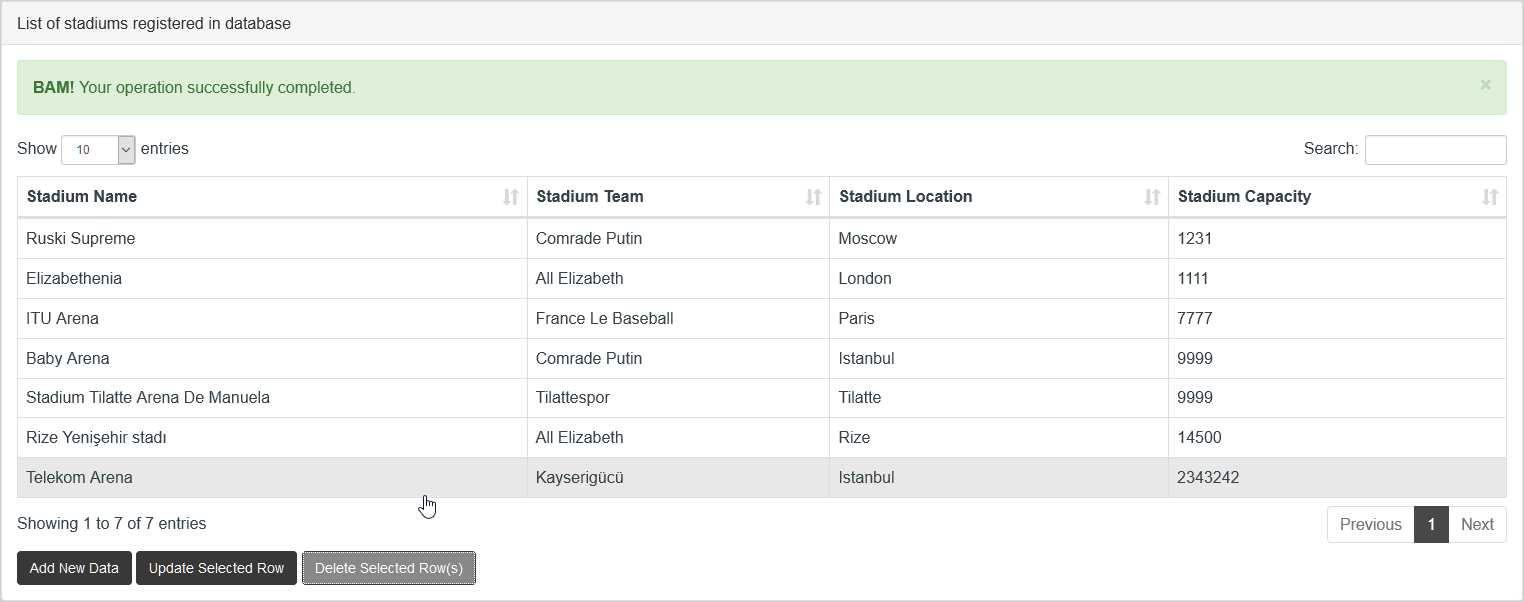 List of stadiums registered in database
BAM! Your operation successfully completed. ×
Show 10 entries Search:
Stadium Name Stadium Team Stadium Location Stadium Capacity
Ruski Supreme Comrade Putin Moscow 1231
Elizabethenia All Elizabeth London 1111
ITU Arena France Le Baseball Paris 7777
Baby Arena Comrade Putin Istanbul 9999
Stadium Tilatte Arena De Manuela Tilattespor Tilatte 9999
Rize Yenişehir stadı All Elizabeth Rize 14500
Telekom Arena Kayserigücü Istanbul 2343242
Showing 1 to 7 of 7 entries Previous 1 Next
Add New Data Update Selected Row Delete Selected Row(s)